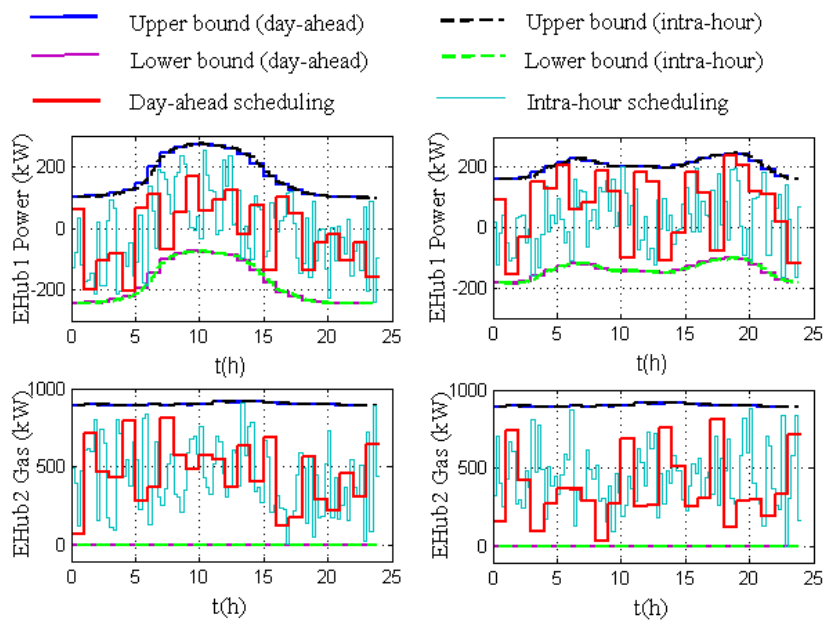 Upper bound (day-ahead)
Upper bound (intra-hour)
Lower bound (day-ahead)
Lower bound (intra-hour)
Day-ahead scheduling
Intra-hour scheduling
EHub1 Power (kW)
200
0
-200
0 5 10 15 20 25
t(h)
EHub1 Power (kW)
200
0
-200
0 5 10 15 20 25
t(h)
EHub2 Gas (kW)
1000
500
0
0 5 10 15 20 25
t(h)
EHub2 Gas (kW)
1000
500
0
0 5 10 15 20 25
t(h)